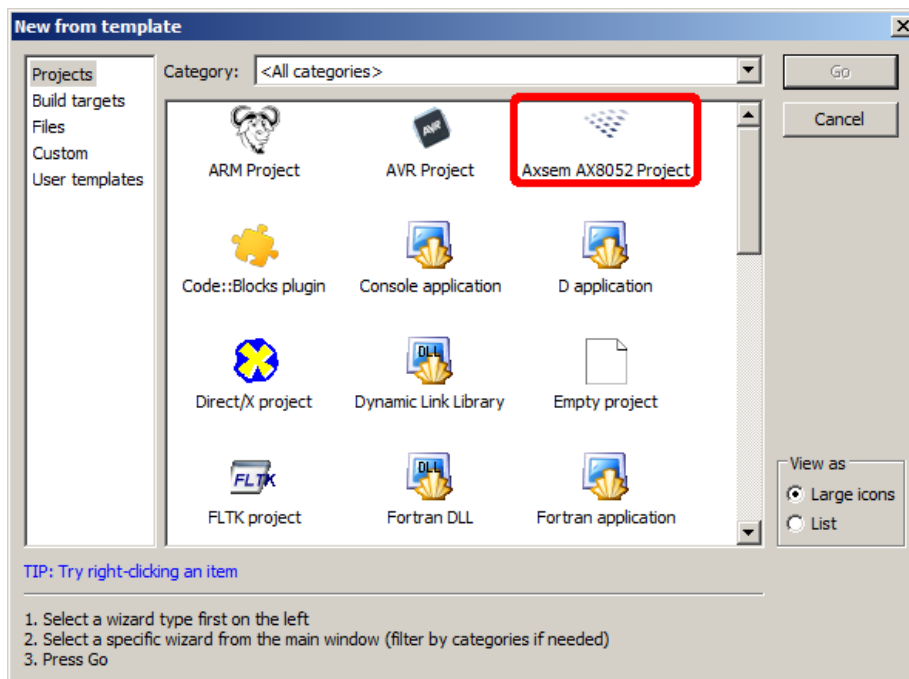 New from template
Projects
Build targets
Files
Custom
User templates
Category: <All categories>
Go
Cancel
AVR
ARM Project
AVR Project
Axsem AX8052 Project
Code::Blocks plugin
Console application
D application
DLL
Direct/X project
Dynamic Link Library
Empty project
FLTK
DLL
FLTK project
Fortran DLL
Fortran application
View as
Large icons
List
TIP: Try right-clicking an item
1. Select a wizard type first on the left
2. Select a specific wizard from the main window (filter by categories if needed)
3. Press Go